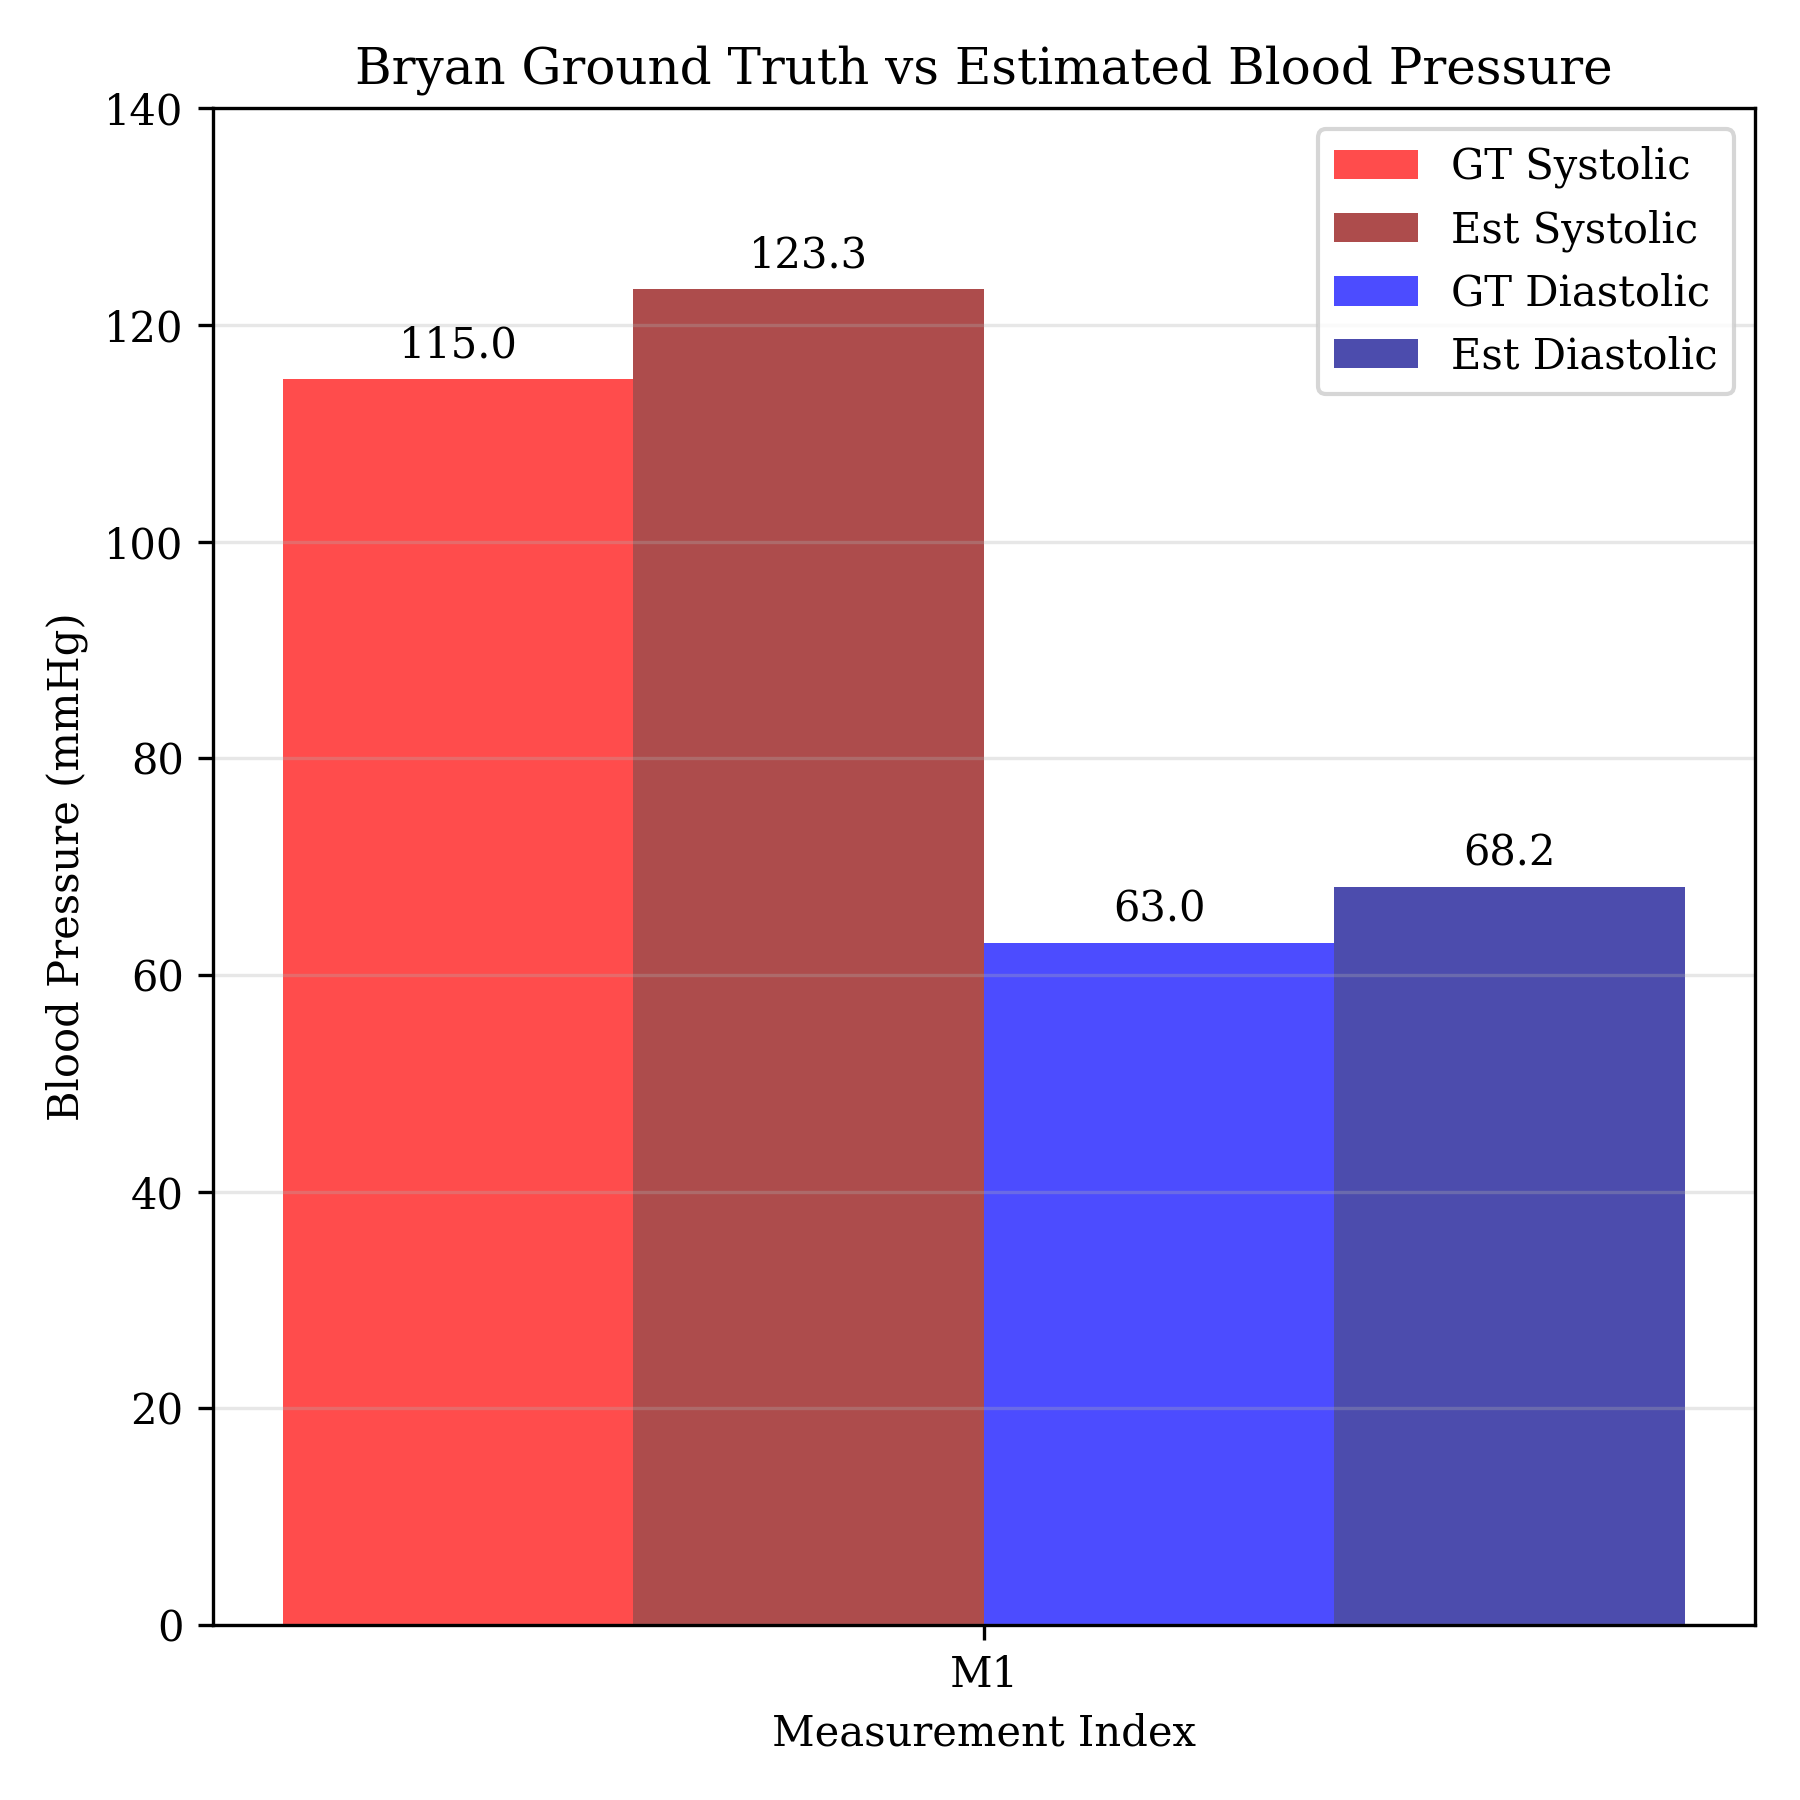 Bryan Ground Truth vs Estimated Blood Pressure
140
120
100
80
60
40
20
0
Blood Pressure (mmHg)
GT Systolic
Est Systolic
GT Diastolic
Est Diastolic
115.0
123.3
63.0
68.2
M1
Measurement Index